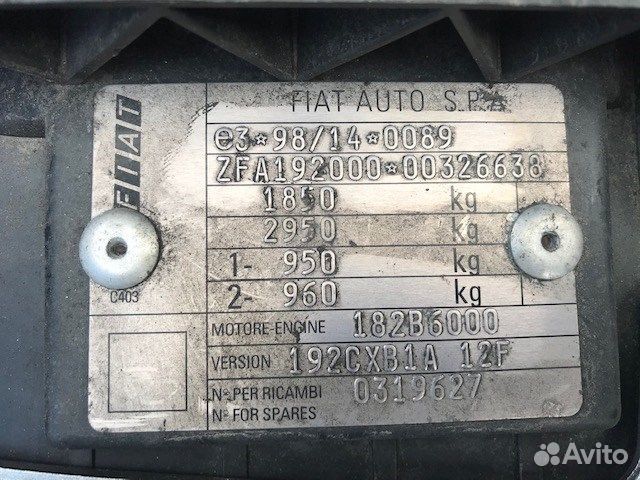 FIAT
FIAT AUTO S.P.A
e3*98/14*0089
ZFA192000*00326638
1850 kg
2950 kg
1- 950 kg
2- 960 kg
C403
MOTORE-ENGINE 182B6000
VERSION 192CXB1A 12F
N° PER RICAMBI 0319627
N° FOR SPARES
Avito